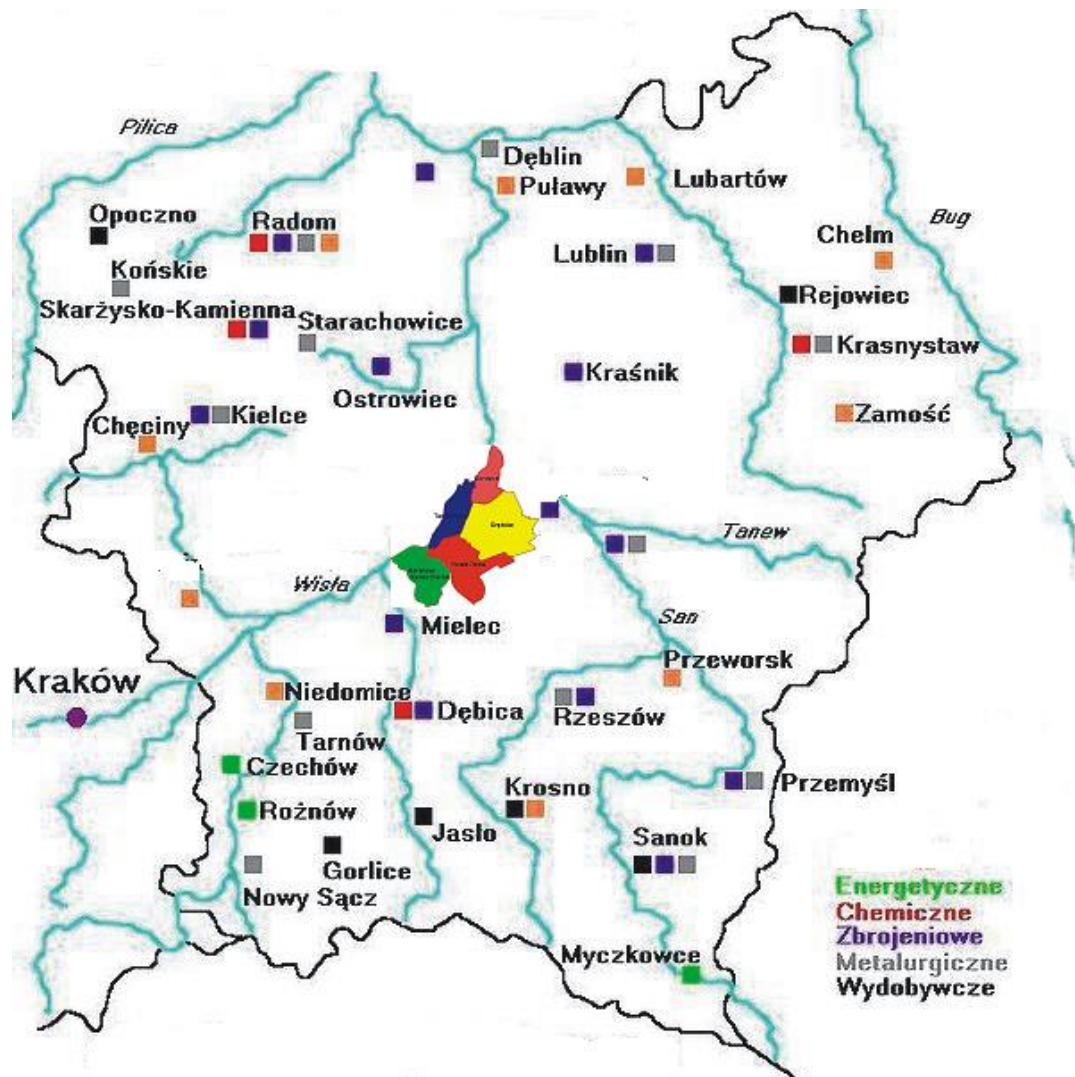 Pilica
Dęblin
Puławy
Lubartów
Opoczno
Radom
Bug
Chełm
Lublin
Końskie
Rejowiec
Skarżysko-Kamienna
Starachowice
Krasnystaw
Kraśnik
Ostrowiec
Zamość
Kielce
Chęciny
Tanew
Wisła
San
Mielec
Przeworsk
Kraków
Niedomice
Rzeszów
Dębica
Tarnów
Czechów
Przemyśl
Krosno
Rożnów
Jasło
Sanok
Gorlice
Nowy Sącz
Energetyczne
Chemiczne
Zbrojeniowe
Myczkowce
Metalurgiczne
Wydobywcze